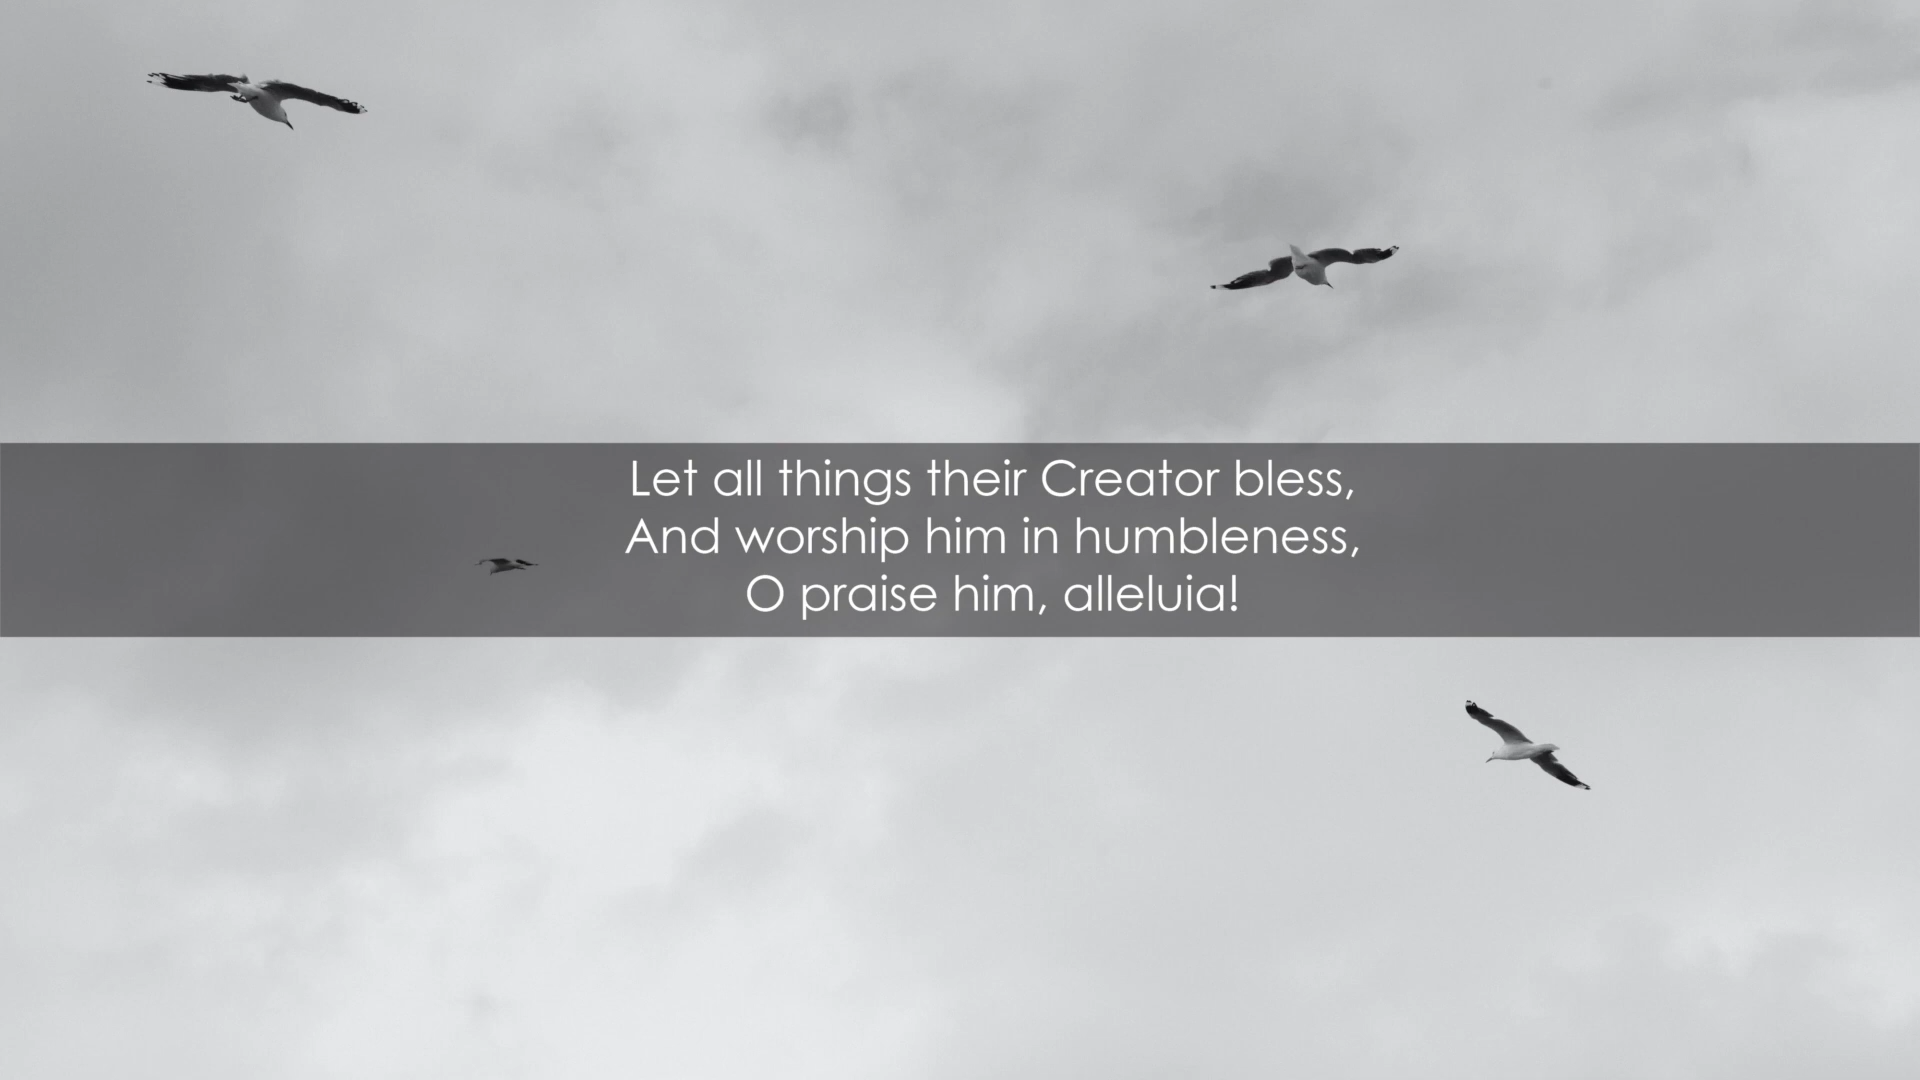 Let all things their Creator bless,
And worship him in humbleness,
O praise him, alleluia!